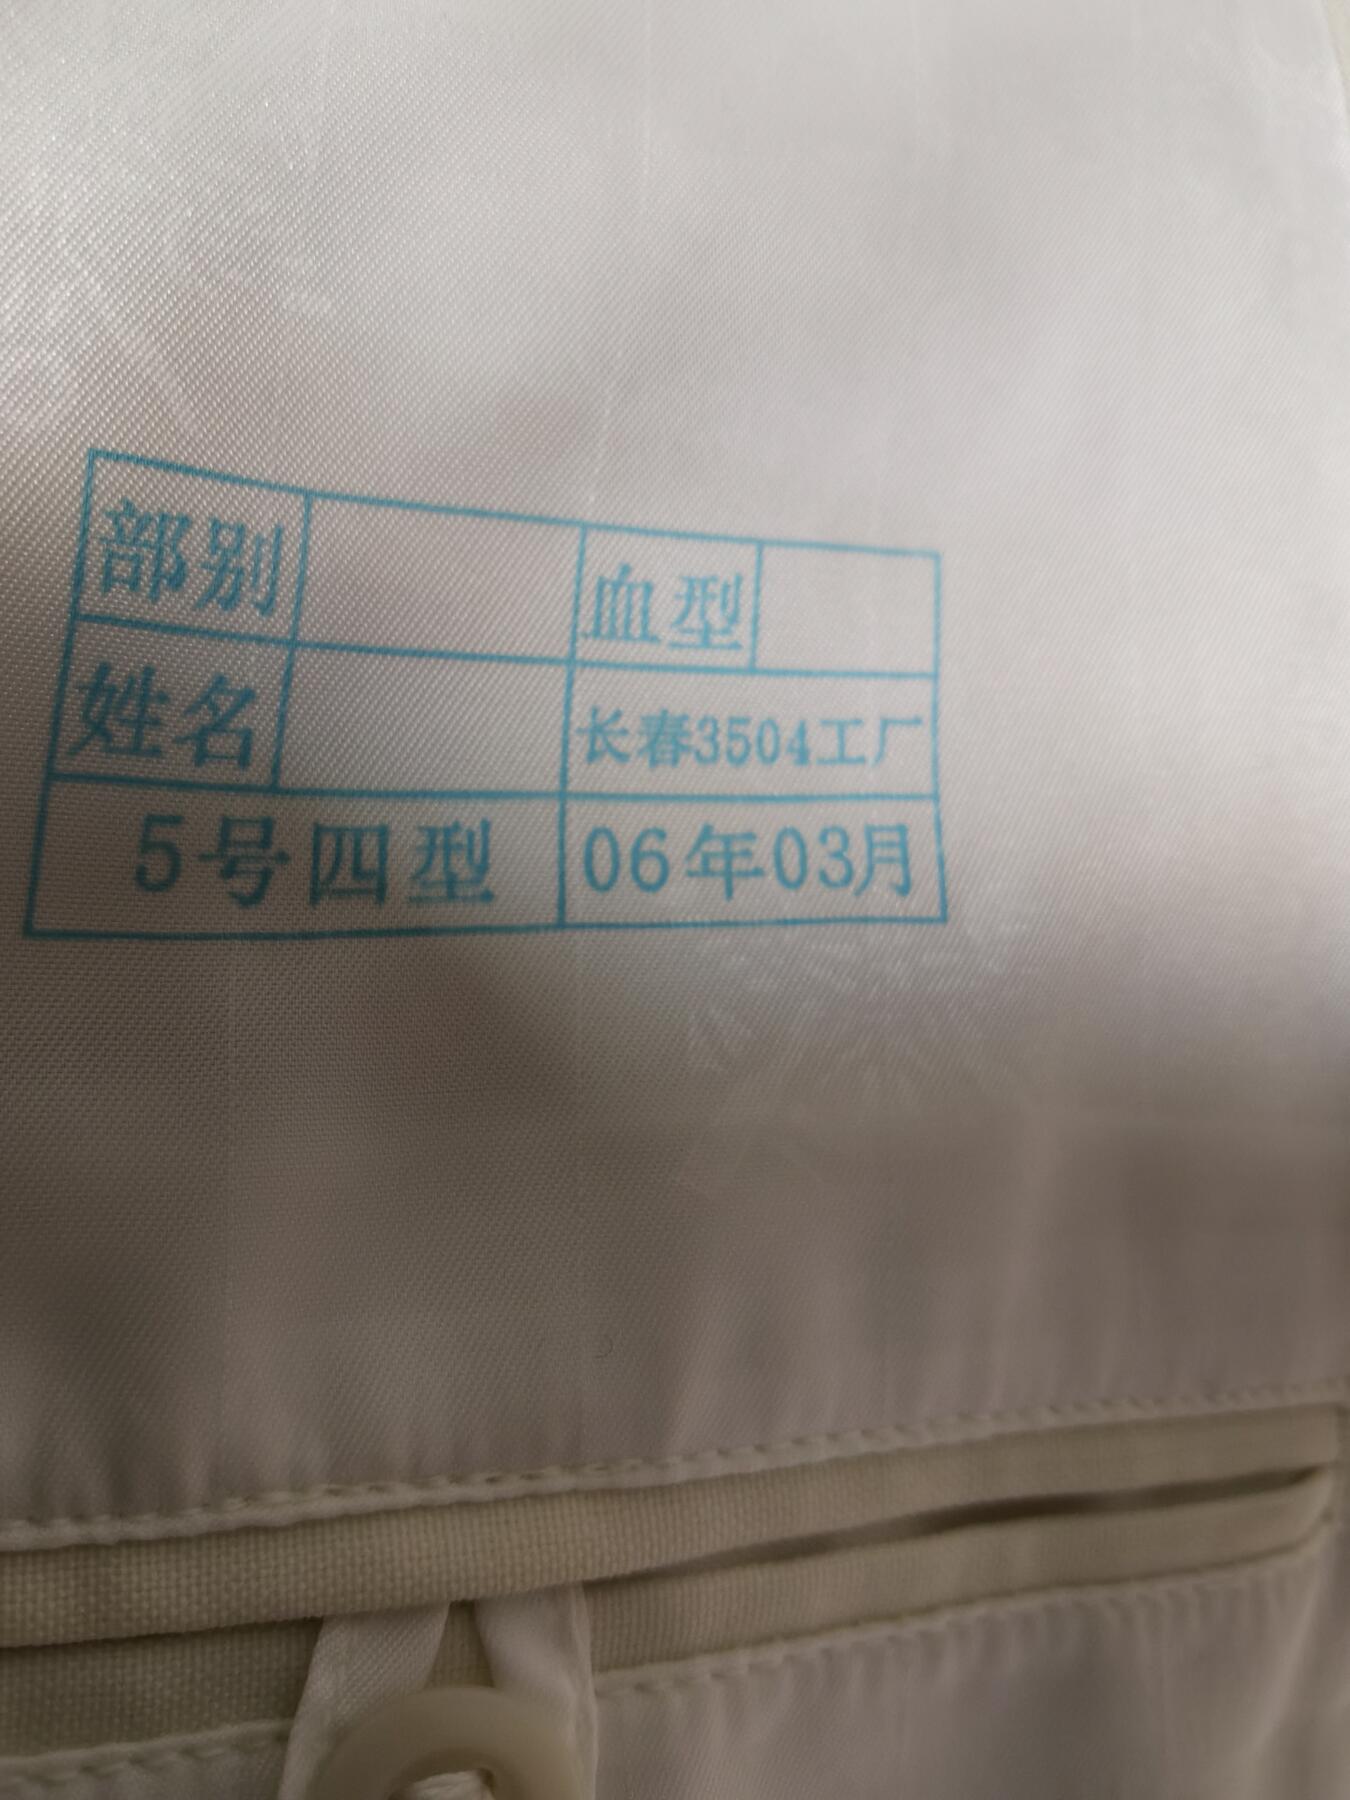 部别 血型
姓名 长春3504工厂
5号四型 06年03月